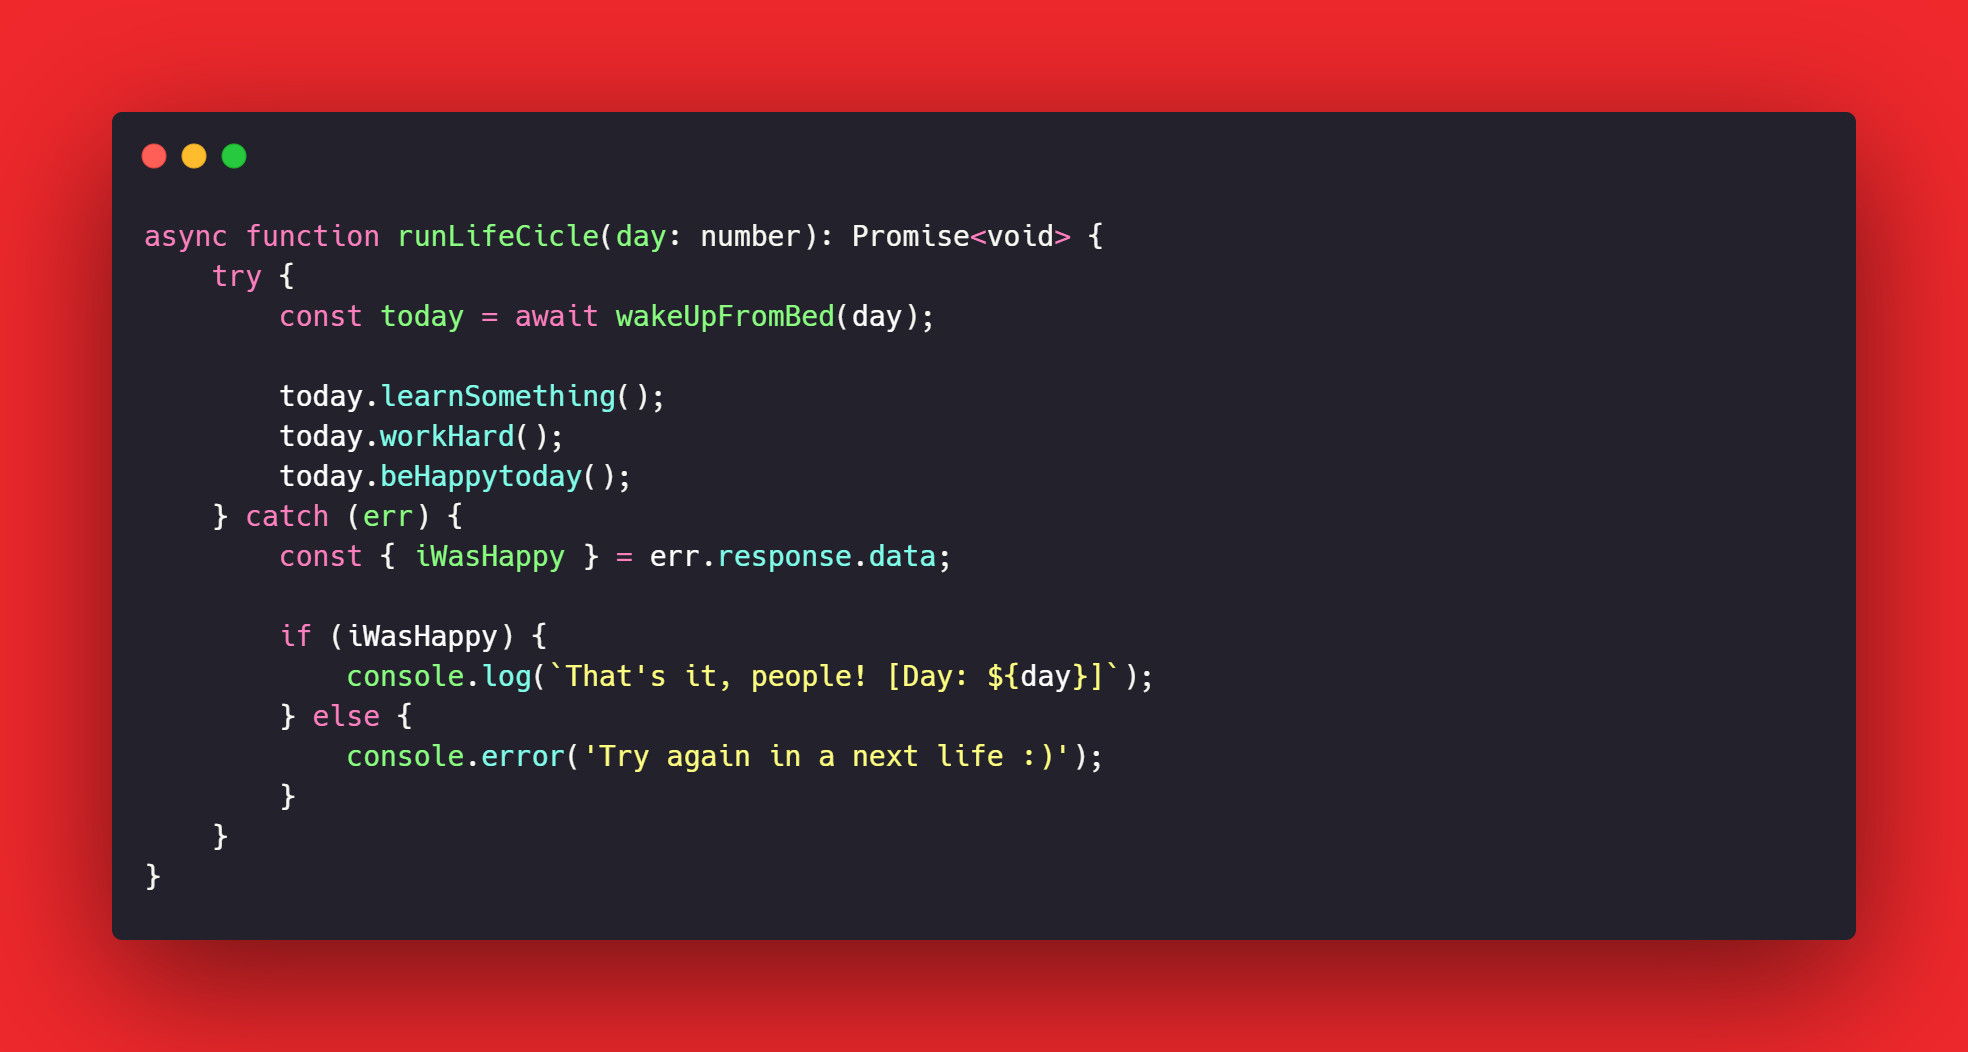 async function runLifeCicle(day: number): Promise<void> {
    try {
        const today = await wakeUpFromBed(day);

        today.learnSomething();
        today.workHard();
        today.beHappytoday();
    } catch (err) {
        const { iWasHappy } = err.response.data;

        if (iWasHappy) {
            console.log(`That's it, people! [Day: ${day}]`);
        } else {
            console.error('Try again in a next life :)');
        }
    }
}